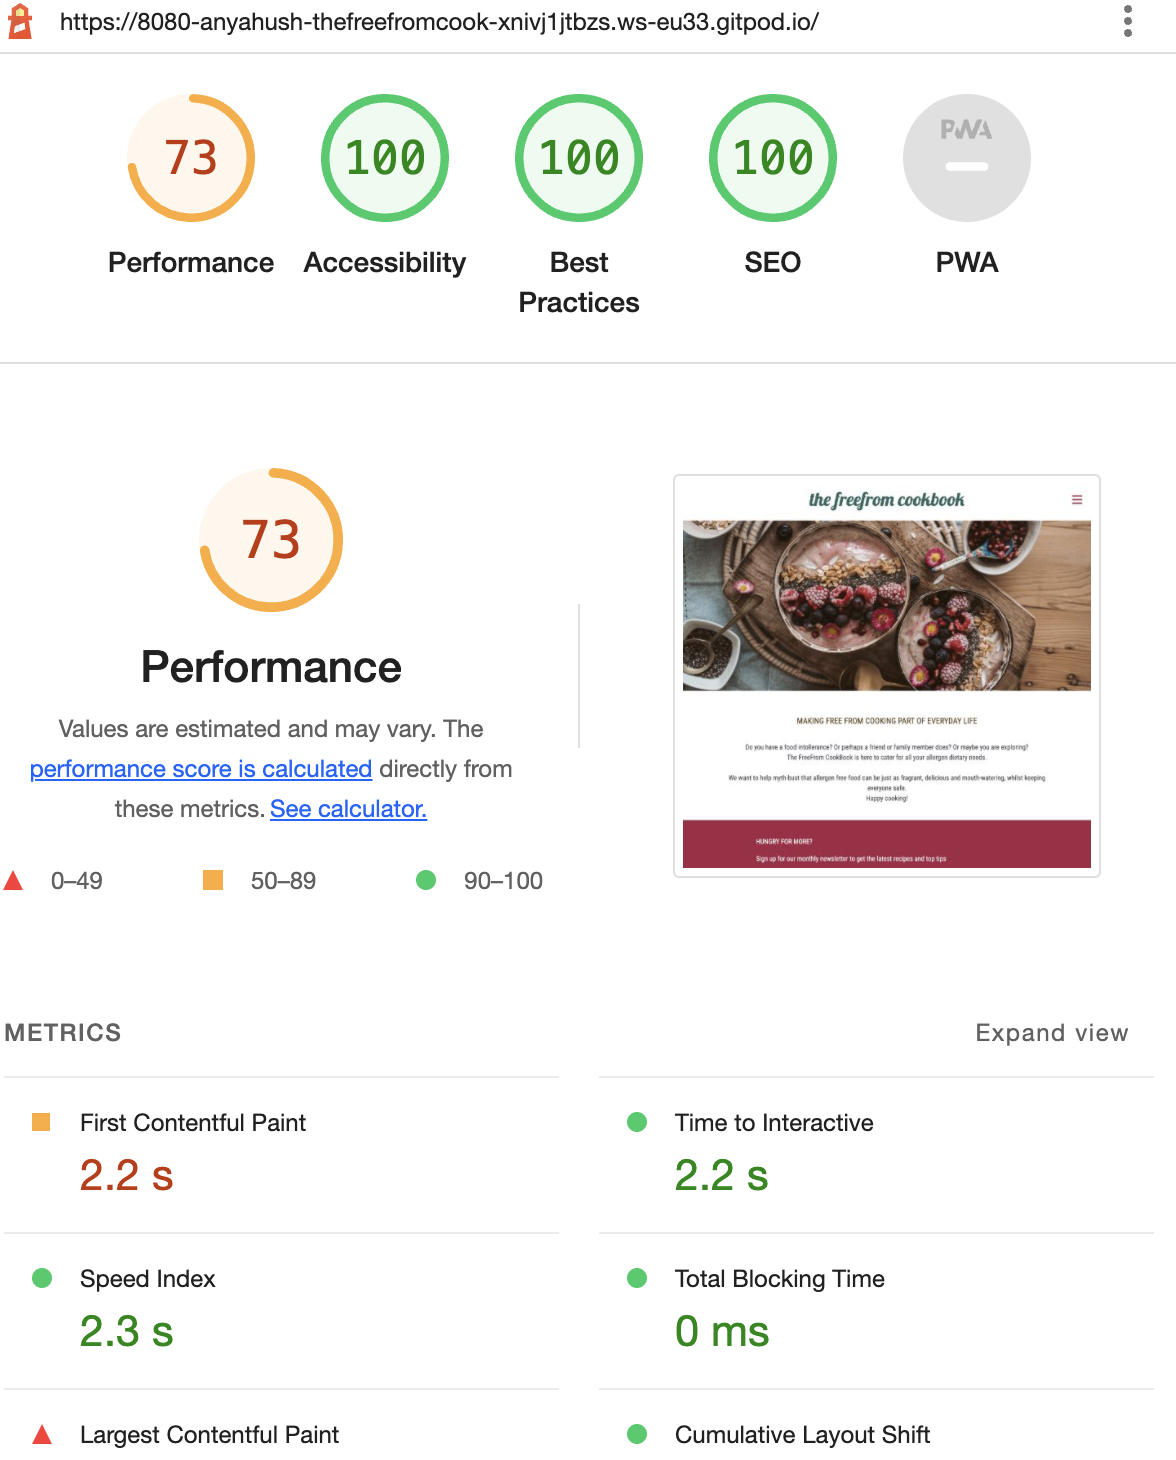 https://8080-anyahush-thefreefromcook-xnivj1jtbzs.ws-eu33.gitpod.io/
73
100
100
100
PWA
Performance
Accessibility
Best
Practices
SEO
PWA
73
Performance
Values are estimated and may vary. The
performance score is calculated directly from
these metrics. See calculator.
0–49
50–89
90–100
the freefrom cookbook
MAKING FREE FROM COOKING PART OF EVERYDAY LIFE
Do you have a food intollerance? Or perhaps a friend or family member does? Or maybe you are exploring?
The FreeFrom CookBook is here to cater for all your allergen dietary needs.
We want to help myth-bust that allergen free food can be just as fragrant, delicious and mouth-watering, whilst keeping
everyone safe.
Happy cooking!
HUNGRY FOR MORE?
Sign up for our monthly newsletter to get the latest recipes and top tips
METRICS
Expand view
First Contentful Paint
2.2 s
Time to Interactive
2.2 s
Speed Index
2.3 s
Total Blocking Time
0 ms
Largest Contentful Paint
Cumulative Layout Shift